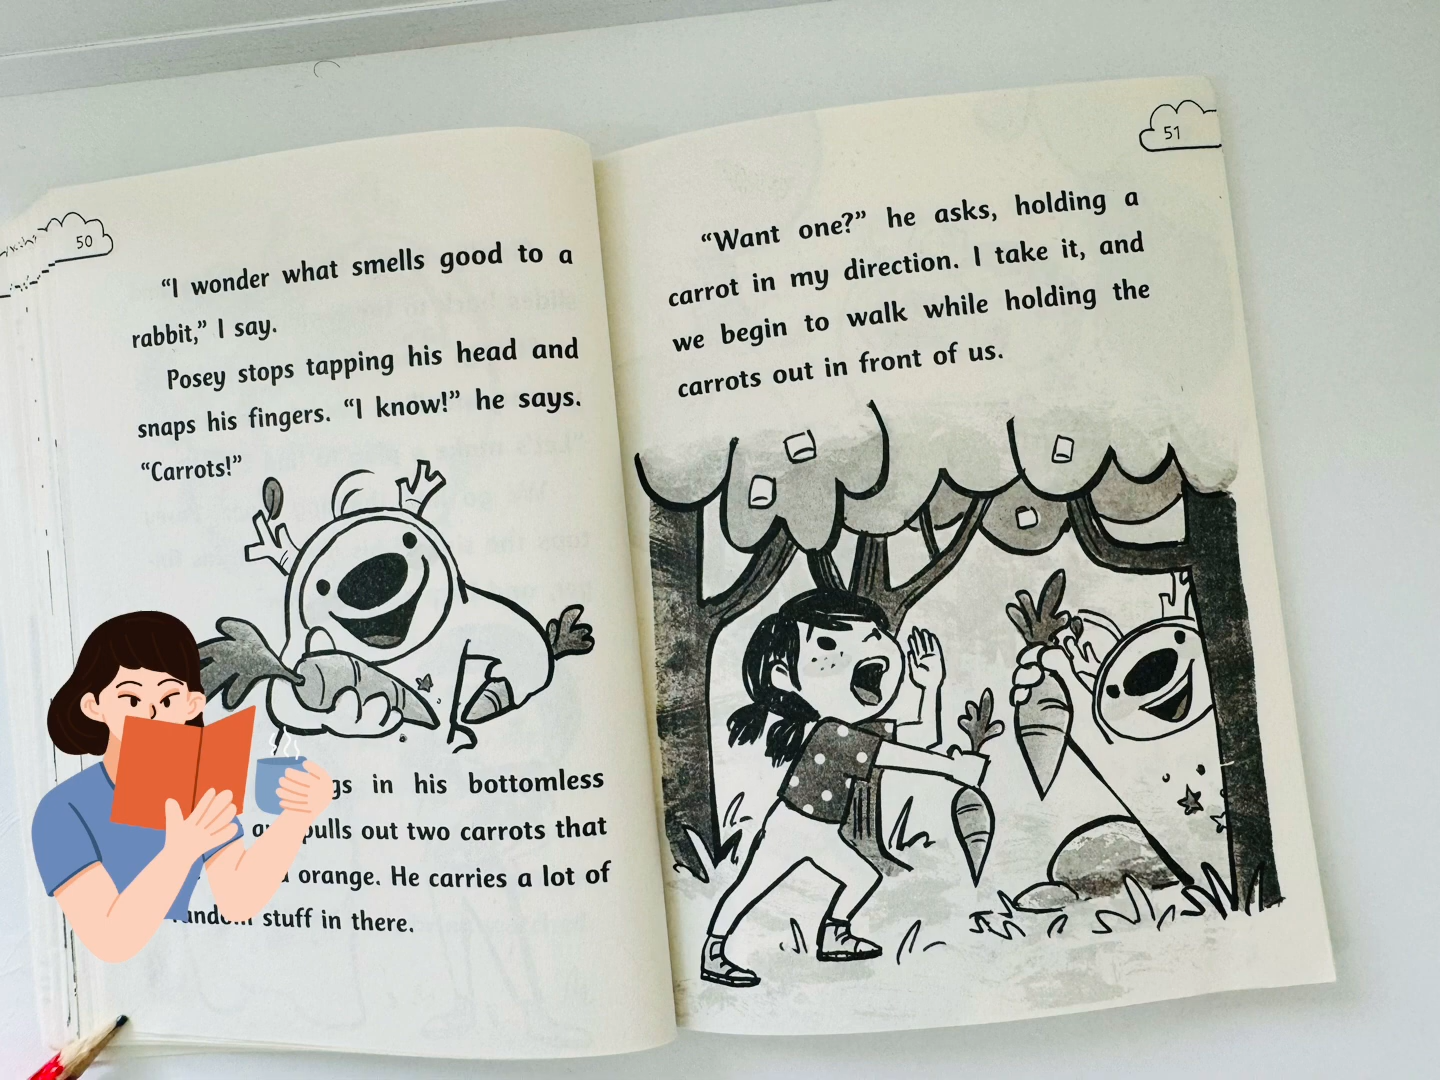 50
“I wonder what smells good to a
rabbit,” I say.
Posey stops tapping his head and
snaps his fingers. “I know!” he says.
“Carrots!”
in his bottomless
pulls out two carrots that
orange. He carries a lot of
random stuff in there.
51
“Want one?” he asks, holding a
carrot in my direction. I take it, and
we begin to walk while holding the
carrots out in front of us.